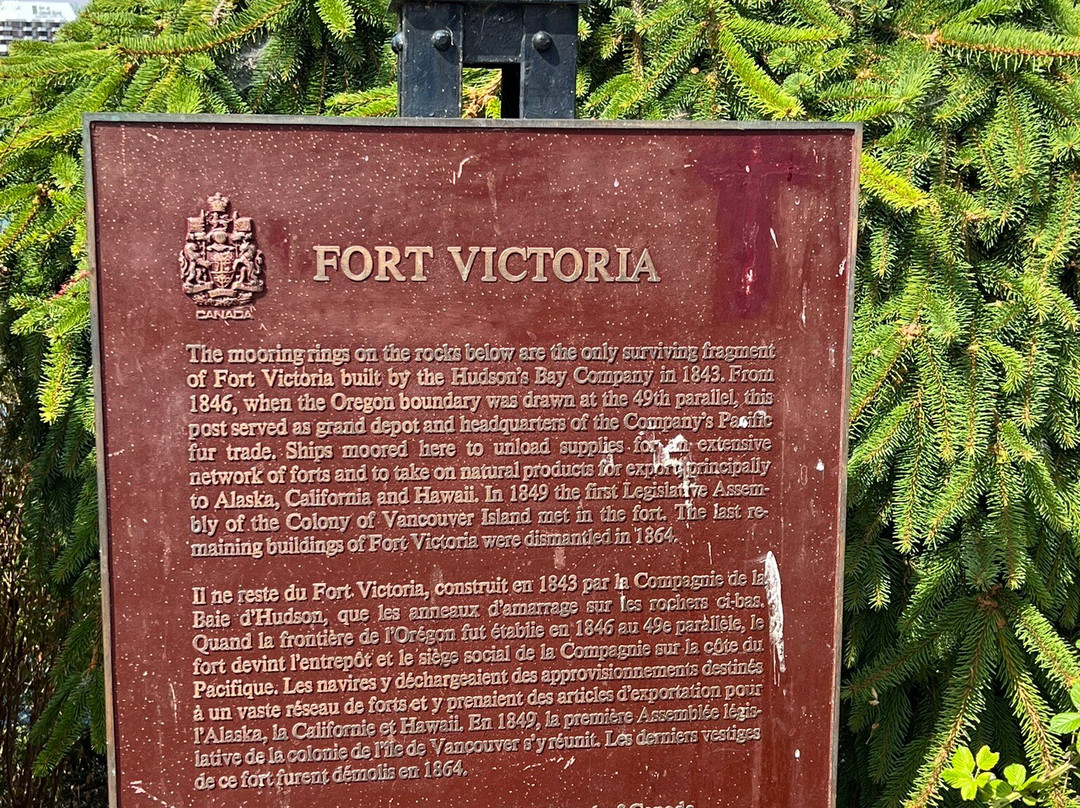 CANADA
FORT VICTORIA
The mooring rings on the rocks below are the only surviving fragment
of Fort Victoria built by the Hudson's Bay Company in 1843. From
1846, when the Oregon boundary was drawn at the 49th parallel, this
post served as grand depot and headquarters of the Company's Pacific
fur trade. Ships moored here to unload supplies for an extensive
network of forts and to take on natural products for export principally
to Alaska, California and Hawaii. In 1849 the first Legislative Assem-
bly of the Colony of Vancouver Island met in the fort. The last re-
maining buildings of Fort Victoria were dismantled in 1864.
Il ne reste du Fort Victoria, construit en 1843 par la Compagnie de la
Baie d'Hudson, que les anneaux d'amarrage sur les rochers ci-bas.
Quand la frontière de l'Orégon fut établie en 1846 au 49e parallèle, le
fort devint l'entrepôt et le siège social de la Compagnie sur la côte du
Pacifique. Les navires y déchargeaient des approvisionnements destinés
à un vaste réseau de forts et y prenaient des articles d'exportation pour
l'Alaska, la Californie et Hawaii. En 1849, la première Assemblée légis-
lative de la colonie de l'île de Vancouver s'y réunit. Les derniers vestiges
de ce fort furent démolis en 1864.
of Canada